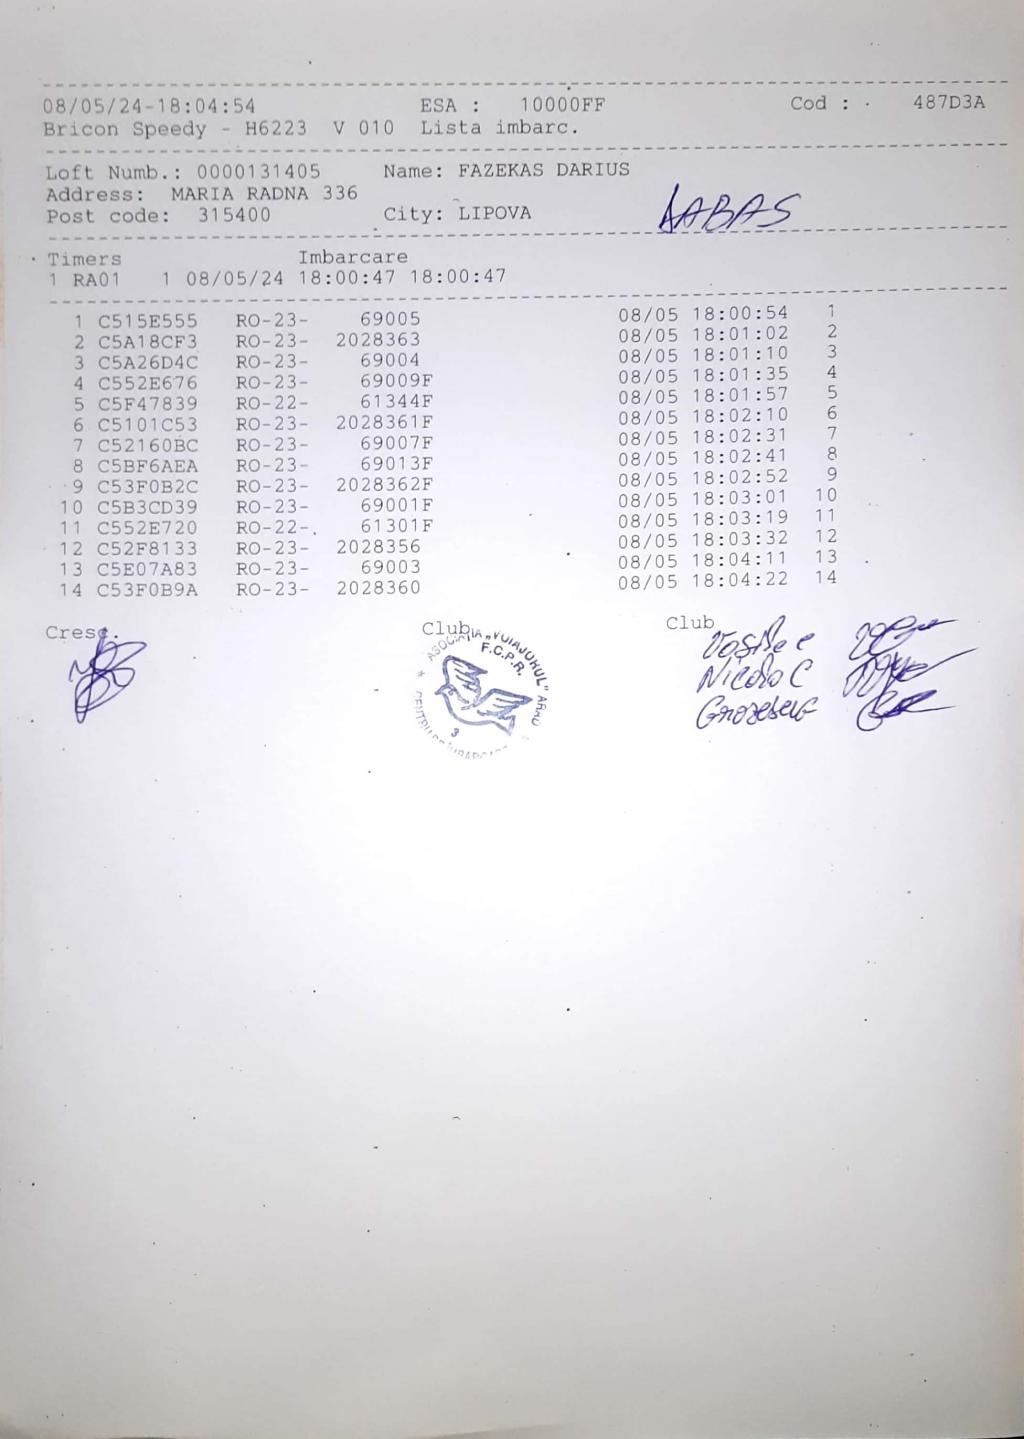 08/05/24-18:04:54 ESA : 10000FF Cod : 487D3A
Bricon Speedy - H6223 V 010 Lista imbarc.
Loft Numb.: 0000131405 Name: FAZEKAS DARIUS
Address: MARIA RADNA 336
Post code: 315400 City: LIPOVA
Timers Imbarcare
1 RA01 1 08/05/24 18:00:47 18:00:47
1 C515E555 RO-23- 69005 08/05 18:00:54 1
2 C5A18CF3 RO-23- 2028363 08/05 18:01:02 2
3 C5A26D4C RO-23- 69004 08/05 18:01:10 3
4 C552E676 RO-23- 69009F 08/05 18:01:35 4
5 C5F47839 RO-22- 61344F 08/05 18:01:57 5
6 C5101C53 RO-23- 2028361F 08/05 18:02:10 6
7 C52160BC RO-23- 69007F 08/05 18:02:31 7
8 C5BF6AEA RO-23- 69013F 08/05 18:02:41 8
9 C53F0B2C RO-23- 2028362F 08/05 18:02:52 9
10 C5B3CD39 RO-23- 69001F 08/05 18:03:01 10
11 C552E720 RO-22- 61301F 08/05 18:03:19 11
12 C52F8133 RO-23- 2028356 08/05 18:03:32 12
13 C5E07A83 RO-23- 69003 08/05 18:04:11 13
14 C53F0B9A RO-23- 2028360 08/05 18:04:22 14
Cresc. Club Club
ASOCIAȚIA "VOIAJORUL" ARAD
F.C.P.R.
3